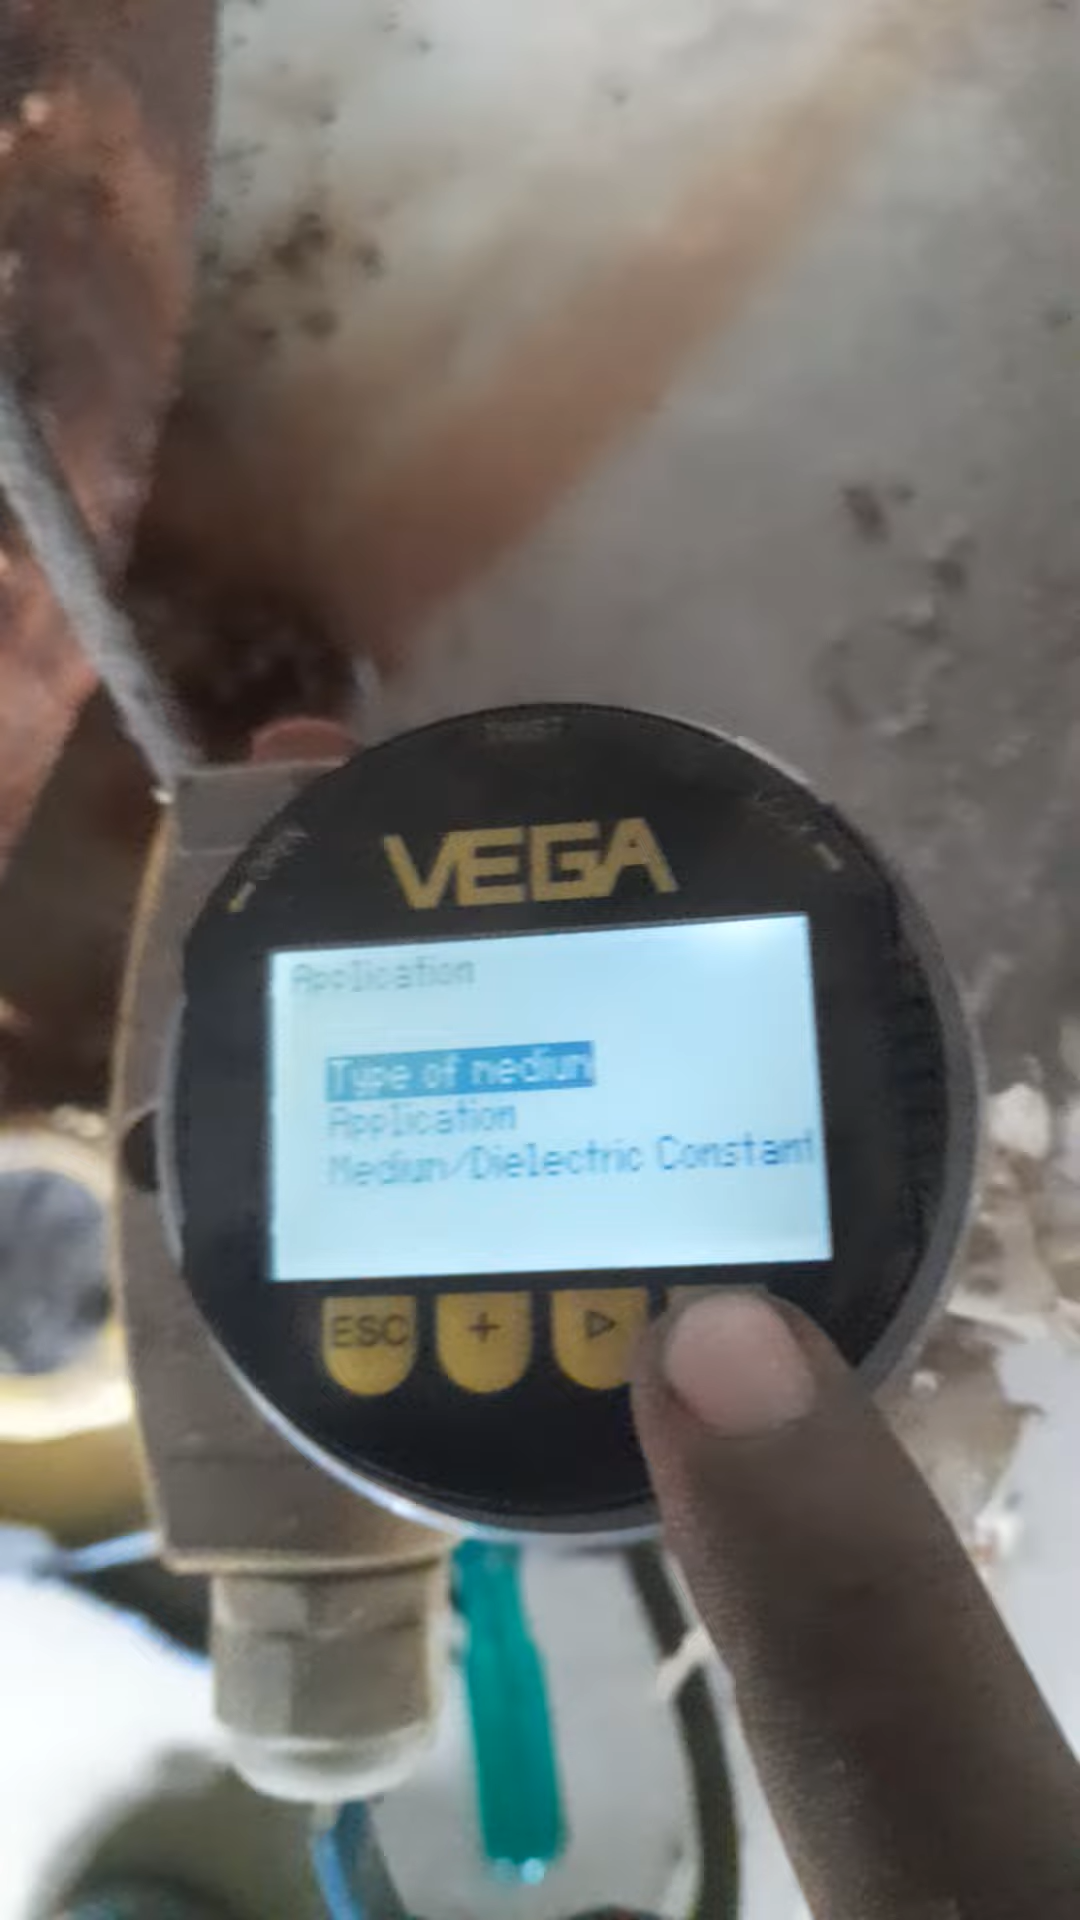 VEGA
Application
Type of medium
Application
Medium/Dielectric Constant
ESC + ▷